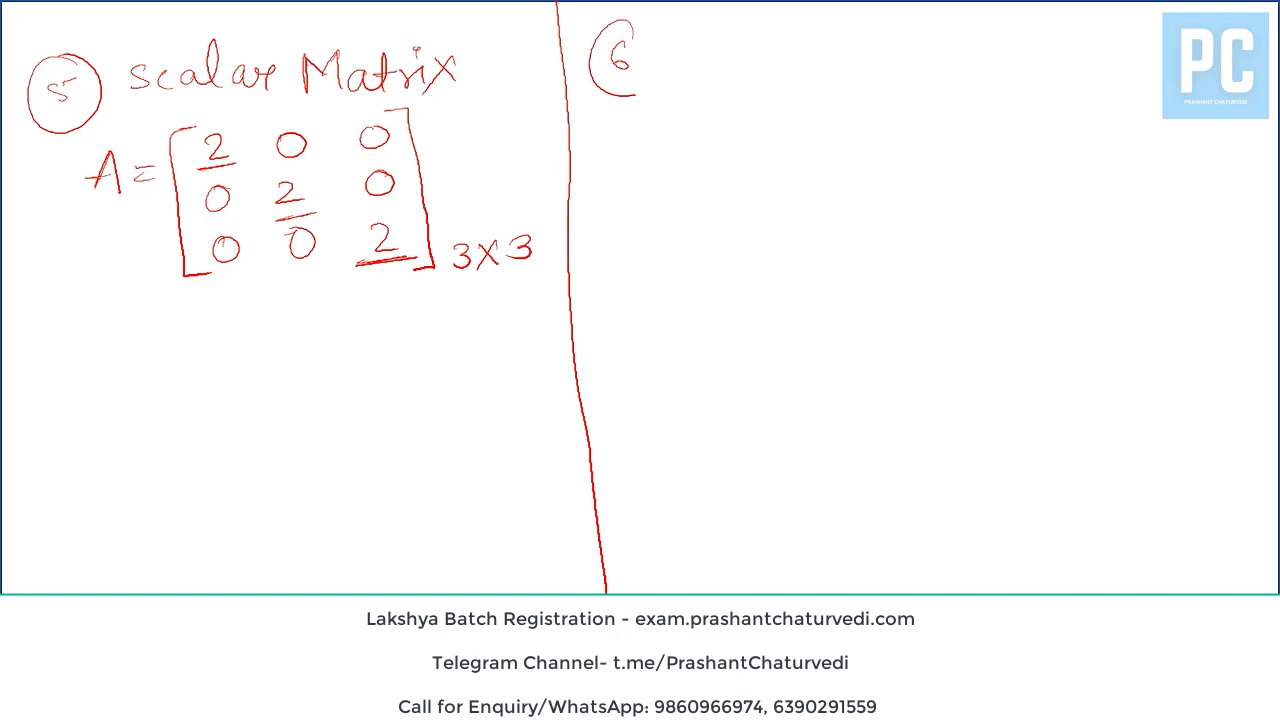 5 Scalar Matrix
A = [ 2 0 0
0 2 0
0 0 2 ] 3×3
6
PC
PRASHANT CHATURVEDI
Lakshya Batch Registration - exam.prashantchaturvedi.com
Telegram Channel- t.me/PrashantChaturvedi
Call for Enquiry/WhatsApp: 9860966974, 6390291559